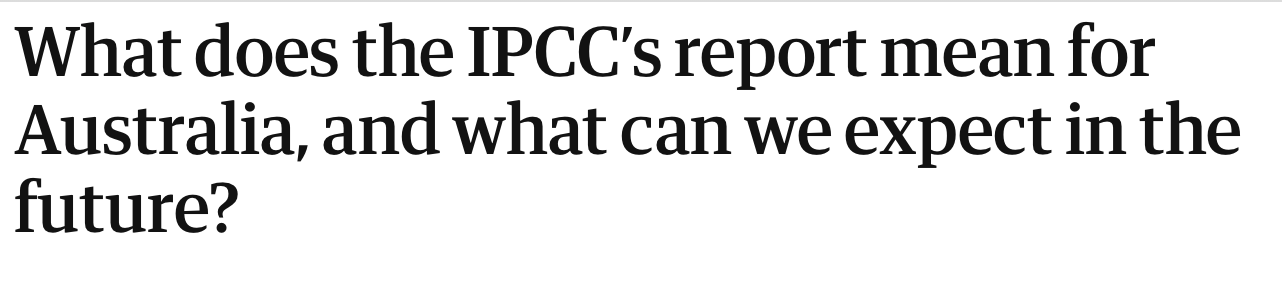 What does the IPCC’s report mean for
Australia, and what can we expect in the
future?